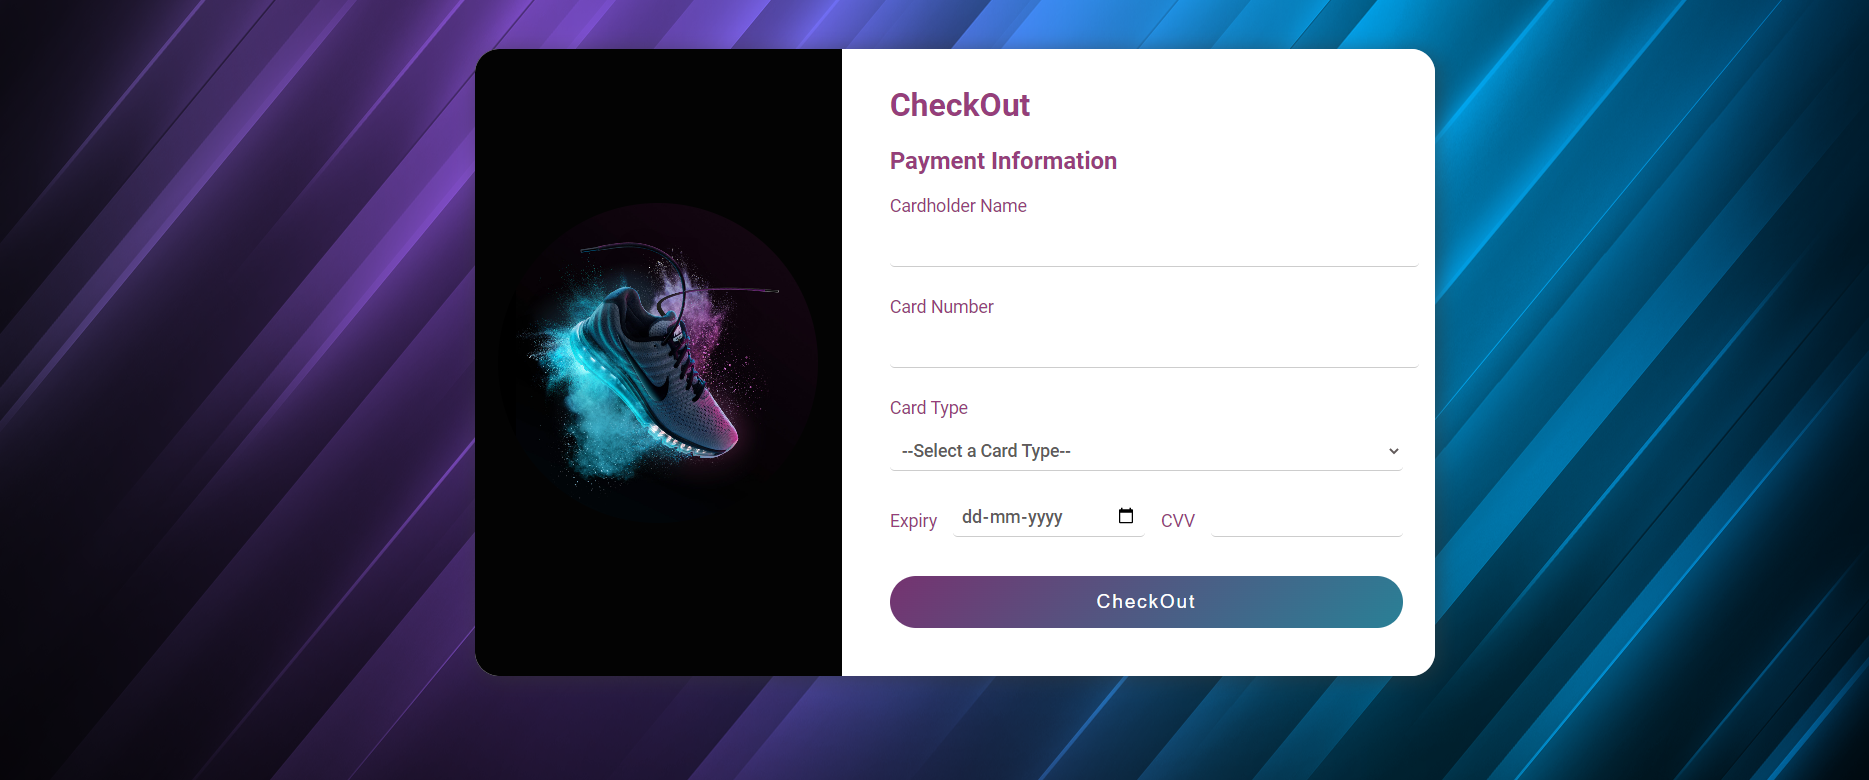 CheckOut
Payment Information
Cardholder Name
Card Number
Card Type
--Select a Card Type--
Expiry dd-mm-yyyy CVV
CheckOut